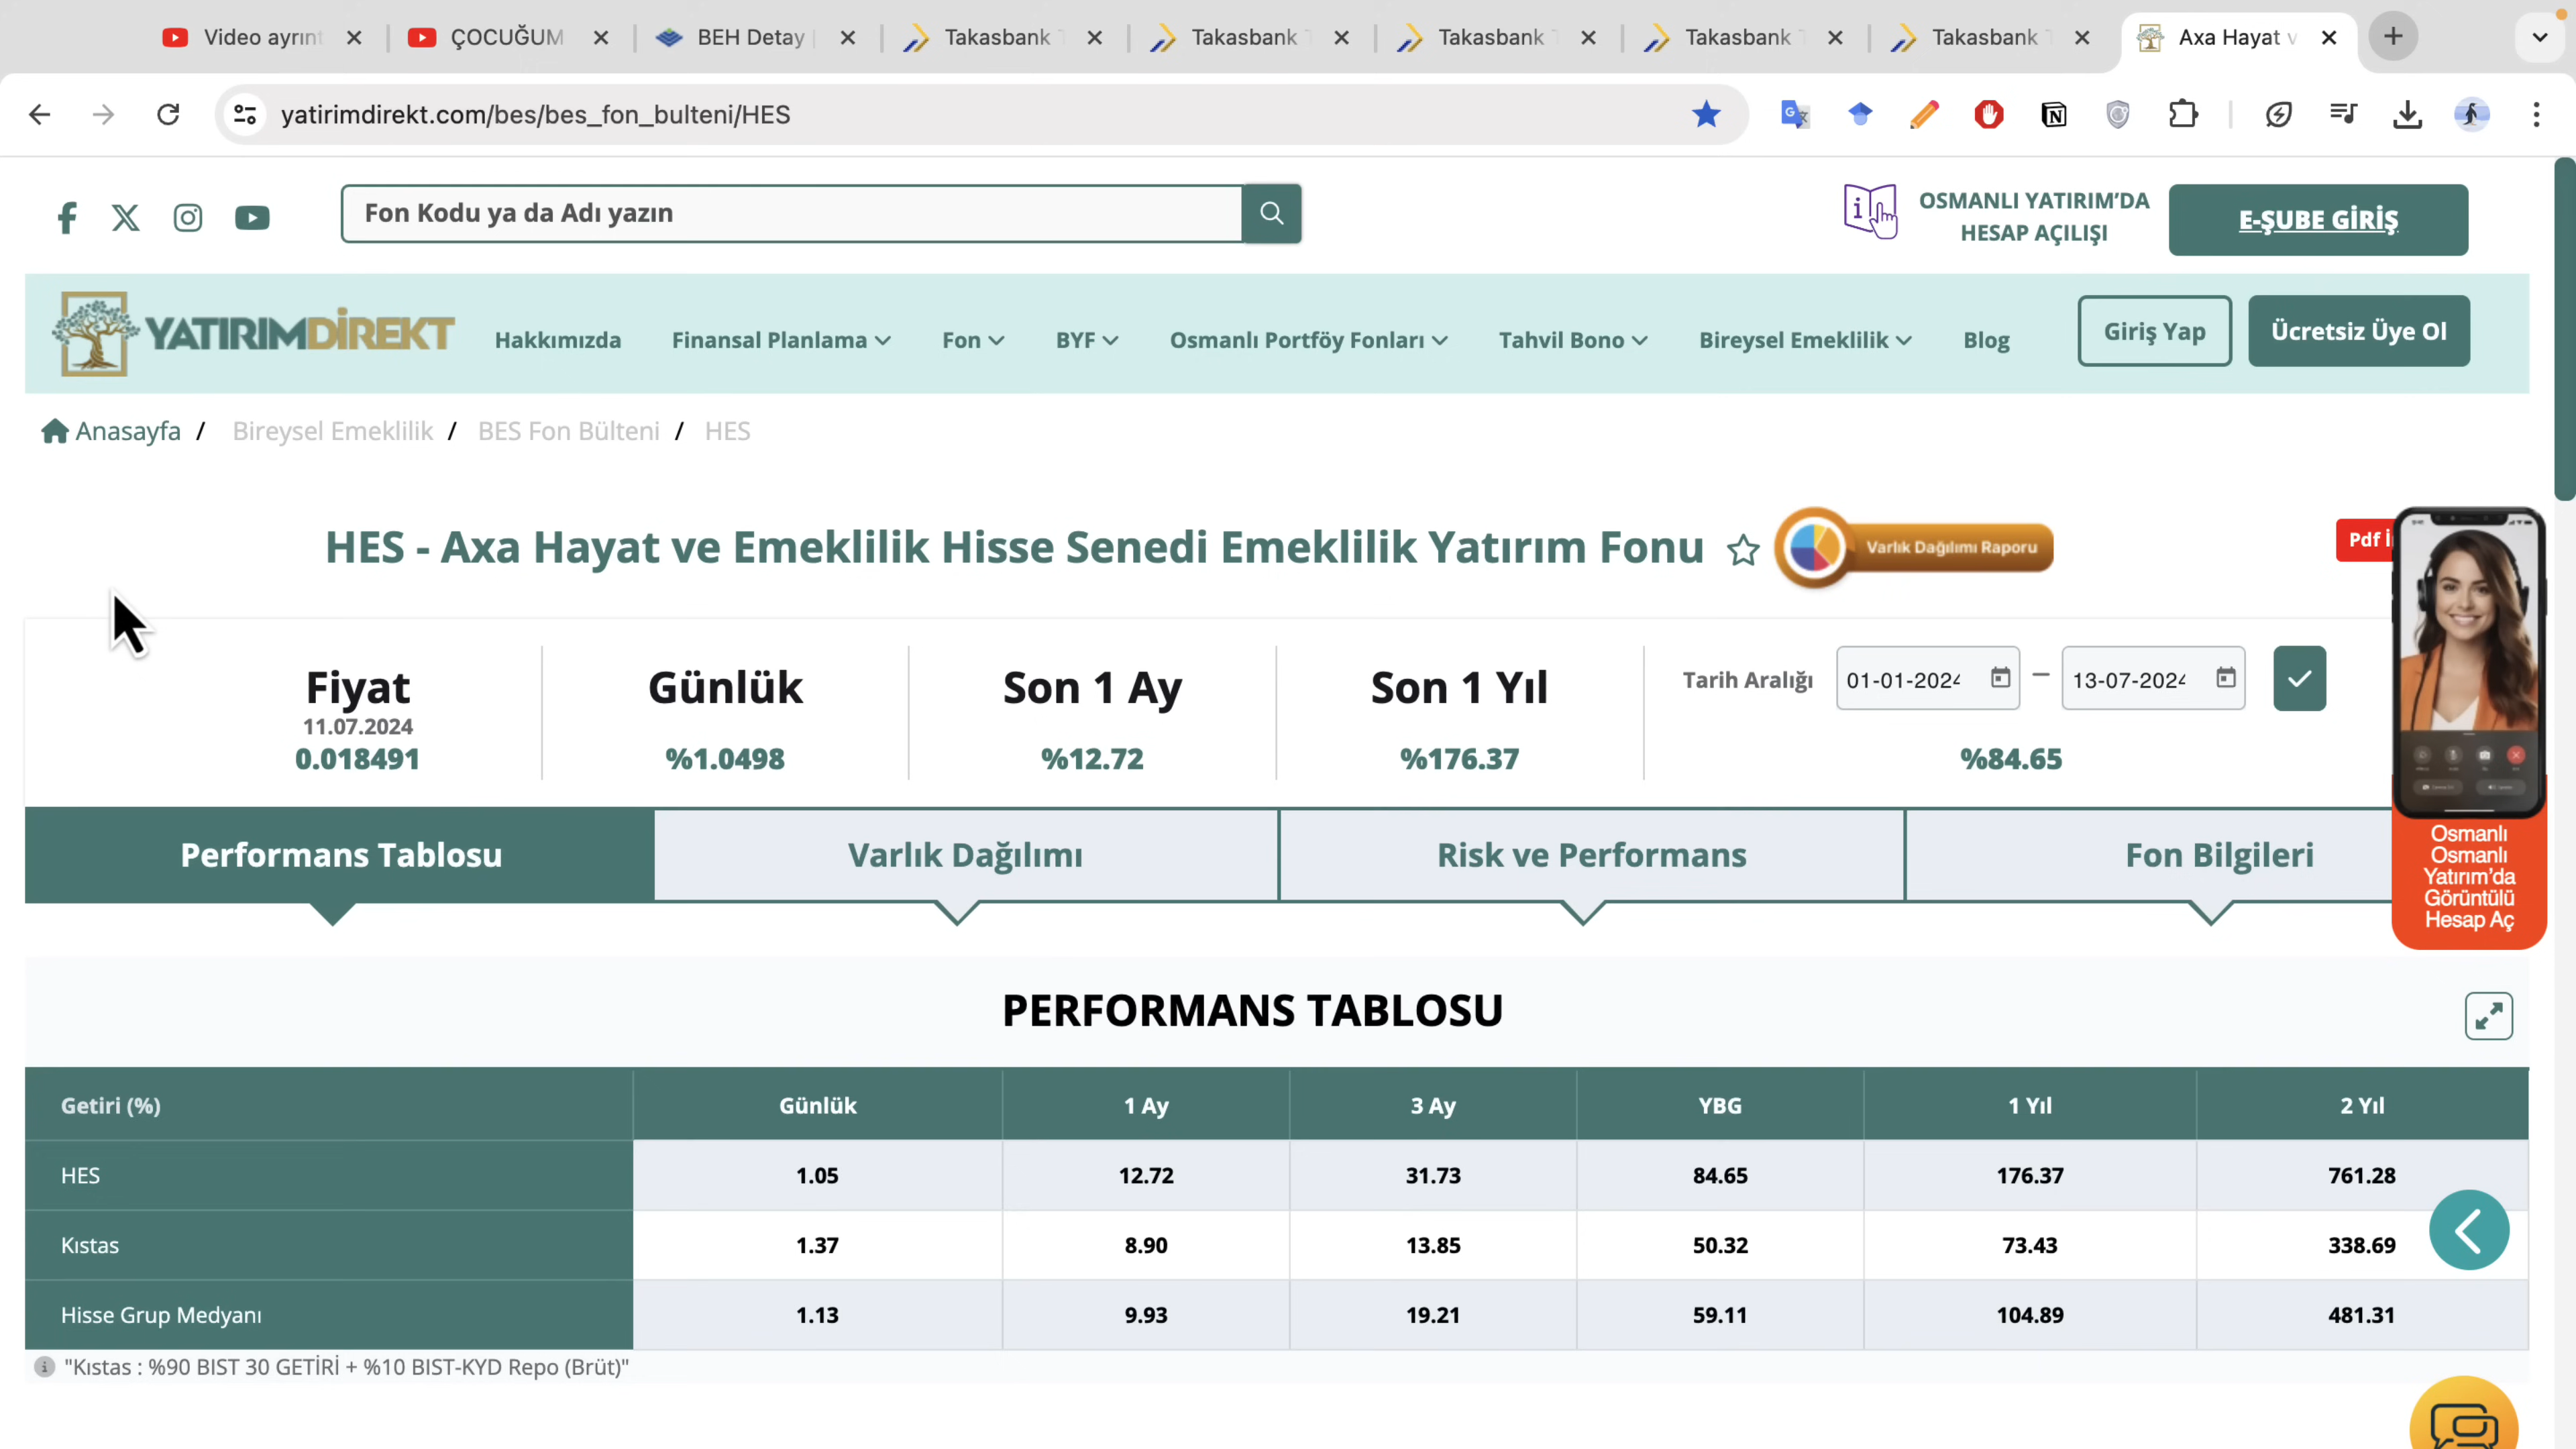 Video ayrınt
ÇOCUĞUM
BEH Detay
Takasbank
Takasbank
Takasbank
Takasbank
Takasbank
Axa Hayat v
yatirimdirekt.com/bes/bes_fon_bulteni/HES
Fon Kodu ya da Adı yazın
OSMANLI YATIRIM’DA
HESAP AÇILIŞI
E-ŞUBE GİRİŞ
YATIRIMDİREKT
Hakkımızda
Finansal Planlama
Fon
BYF
Osmanlı Portföy Fonları
Tahvil Bono
Bireysel Emeklilik
Blog
Giriş Yap
Ücretsiz Üye Ol
Anasayfa / Bireysel Emeklilik / BES Fon Bülteni / HES
HES - Axa Hayat ve Emeklilik Hisse Senedi Emeklilik Yatırım Fonu
Varlık Dağılımı Raporu
Pdf İ
Fiyat
11.07.2024
0.018491
Günlük
%1.0498
Son 1 Ay
%12.72
Son 1 Yıl
%176.37
Tarih Aralığı 01-01-2024 – 13-07-2024
%84.65
Osmanlı
Osmanlı
Yatırım’da
Görüntülü
Hesap Aç
Performans Tablosu
Varlık Dağılımı
Risk ve Performans
Fon Bilgileri
PERFORMANS TABLOSU
Getiri (%) Günlük 1 Ay 3 Ay YBG 1 Yıl 2 Yıl
HES 1.05 12.72 31.73 84.65 176.37 761.28
Kıstas 1.37 8.90 13.85 50.32 73.43 338.69
Hisse Grup Medyanı 1.13 9.93 19.21 59.11 104.89 481.31
"Kıstas : %90 BIST 30 GETİRİ + %10 BIST-KYD Repo (Brüt)"